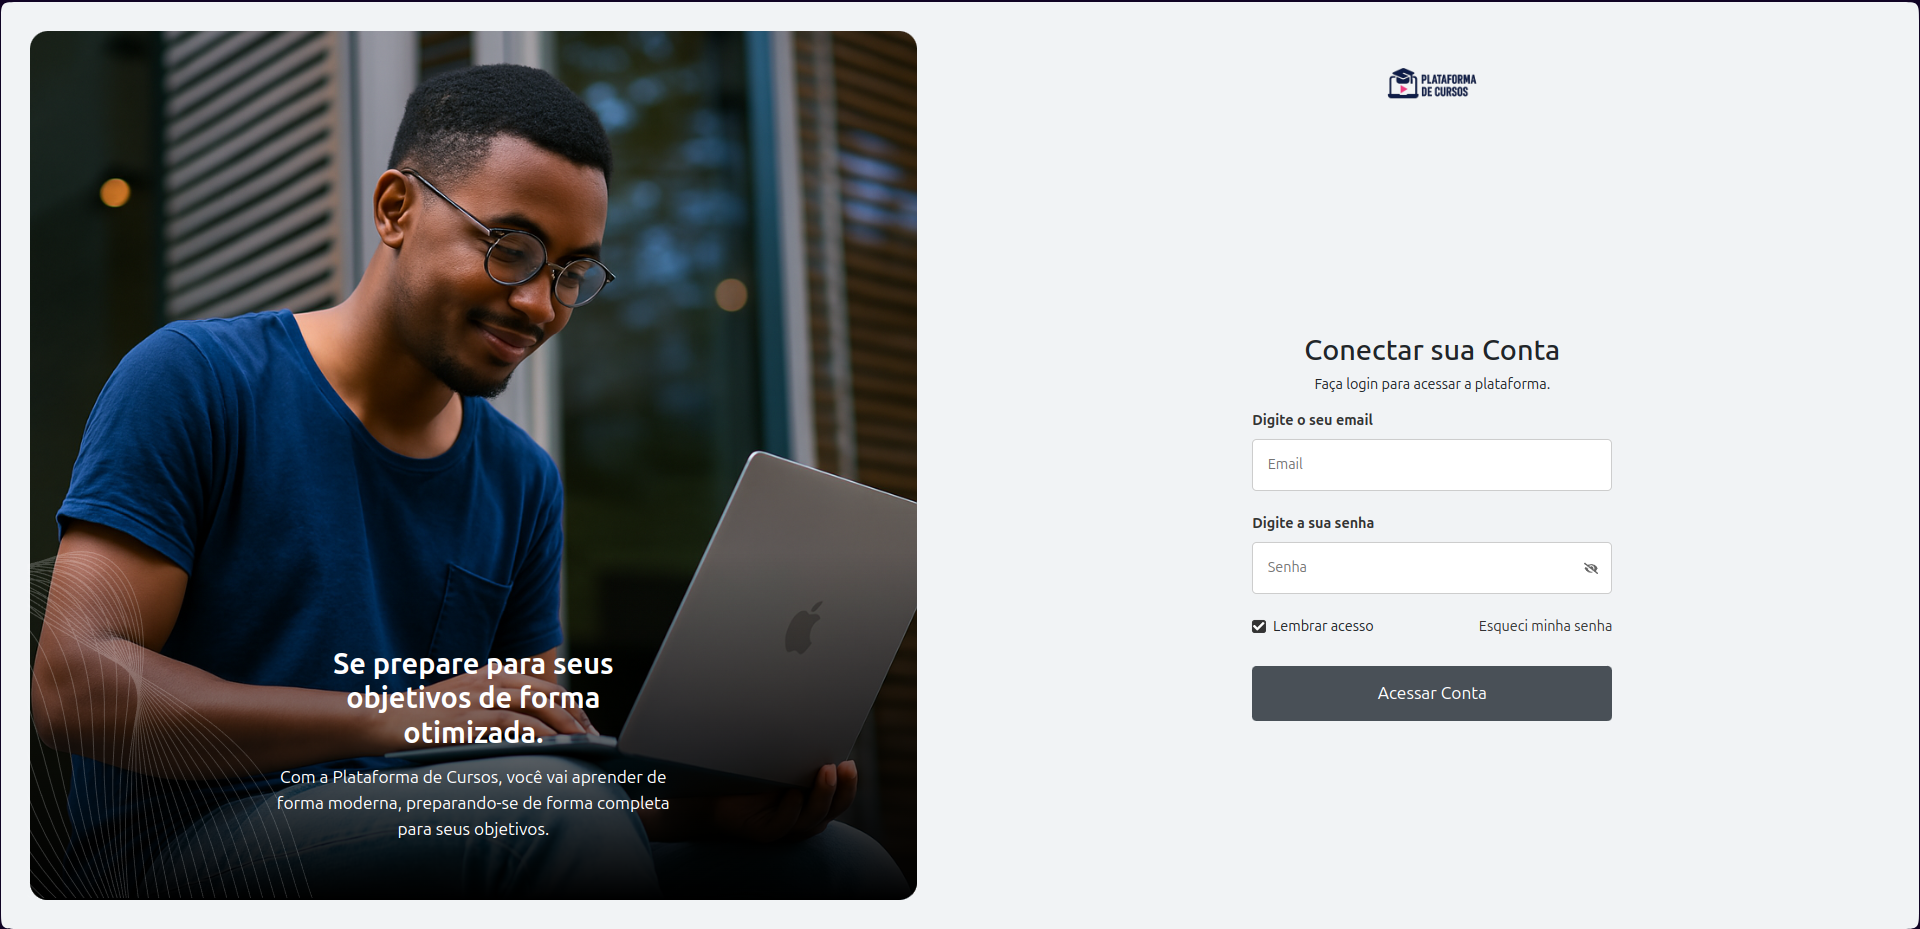 Se prepare para seus
objetivos de forma
otimizada.
Com a Plataforma de Cursos, você vai aprender de
forma moderna, preparando-se de forma completa
para seus objetivos.
PLATAFORMA
DE CURSOS
Conectar sua Conta
Faça login para acessar a plataforma.
Digite o seu email
Email
Digite a sua senha
Senha
Lembrar acesso
Esqueci minha senha
Acessar Conta